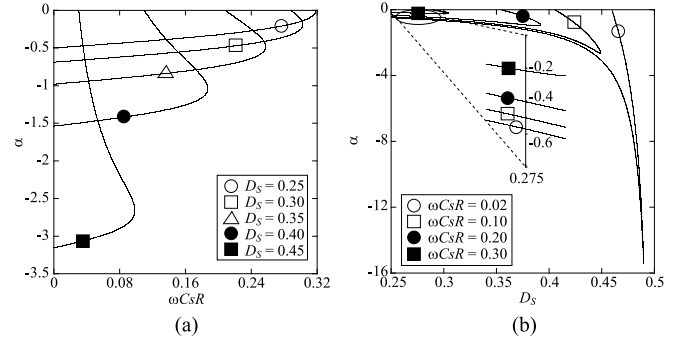 0
-0.5
-1
-1.5
-2
-2.5
-3
-3.5
α
0
0.08
0.16
0.24
0.32
ωCsR
D_S = 0.25
D_S = 0.30
D_S = 0.35
D_S = 0.40
D_S = 0.45
(a)
0
-4
-8
-12
-16
α
0.25
0.3
0.35
0.4
0.45
0.5
D_S
-0.2
-0.4
-0.6
0.275
ωCsR = 0.02
ωCsR = 0.10
ωCsR = 0.20
ωCsR = 0.30
(b)